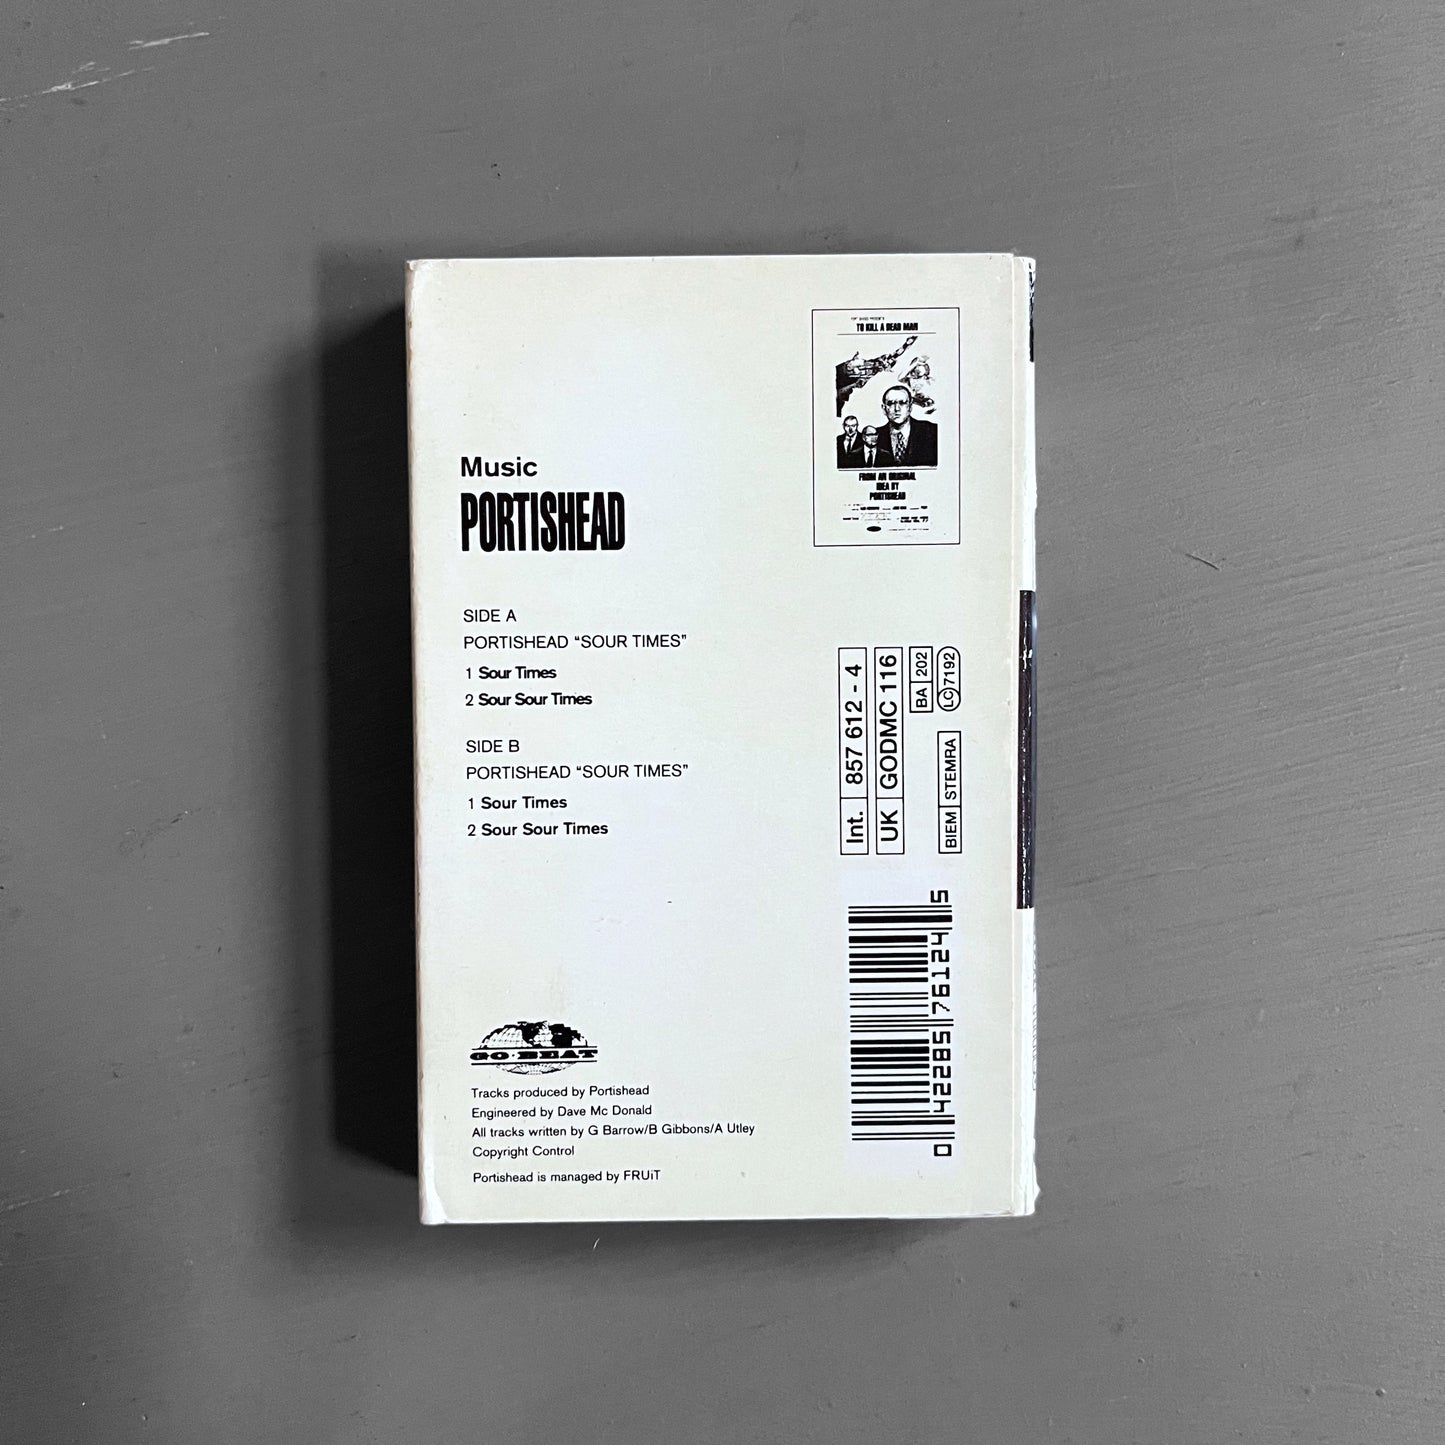 TO KILL A DEAD MAN
FROM AN ORIGINAL
IDEA BY
PORTISHEAD
Music
PORTISHEAD
SIDE A
PORTISHEAD “SOUR TIMES”
1 Sour Times
2 Sour Sour Times
SIDE B
PORTISHEAD “SOUR TIMES”
1 Sour Times
2 Sour Sour Times
Int. 857 612 - 4
UK GODMC 116
BA 202
LC 7192
BIEM STEMRA
0 42285 76124 5
GO·BEAT
Tracks produced by Portishead
Engineered by Dave Mc Donald
All tracks written by G Barrow/B Gibbons/A Utley
Copyright Control
Portishead is managed by FRUiT